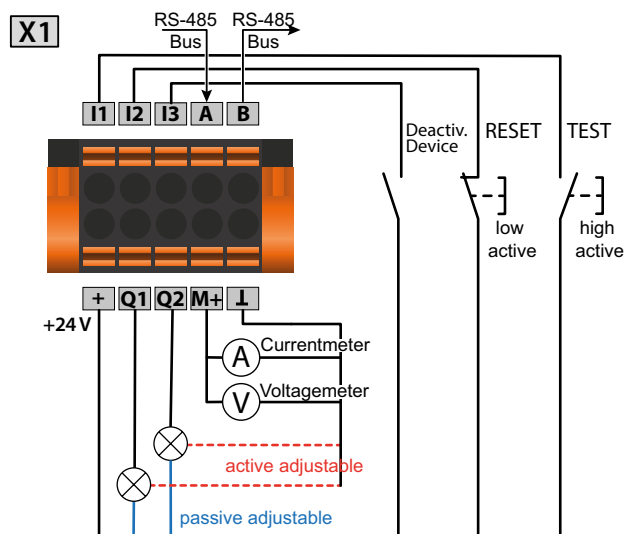 X1
RS-485
Bus
RS-485
Bus
I1 I2 I3 A B
Deactiv.
Device
RESET
TEST
low
active
high
active
+ Q1 Q2 M+ ⊥
+24 V
A
Currentmeter
V
Voltagemeter
active adjustable
passive adjustable